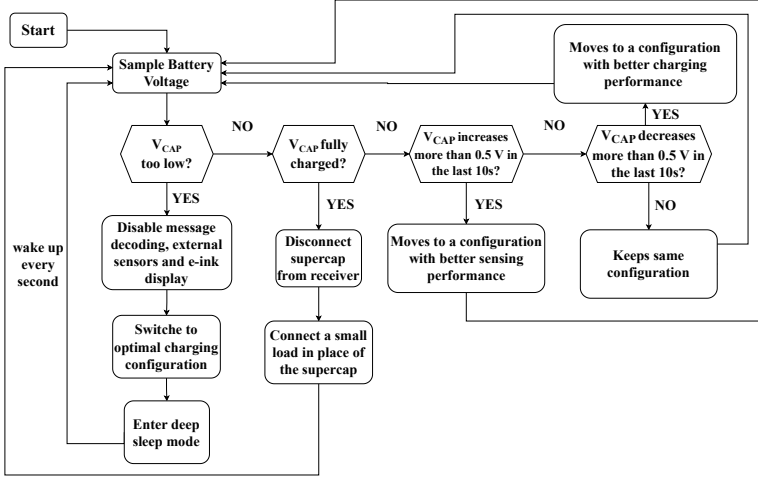 Start
Sample Battery
Voltage
Moves to a configuration
with better charging
performance
YES
NO
NO
NO
V_CAP
too low?
V_CAP fully
charged?
V_CAP increases
more than 0.5 V in
the last 10s?
V_CAP decreases
more than 0.5 V in
the last 10s?
YES
YES
YES
NO
wake up
every
second
Disable message
decoding, external
sensors and e-ink
display
Disconnect
supercap
from receiver
Moves to a configuration
with better sensing
performance
Keeps same
configuration
Switche to
optimal charging
configuration
Connect a small
load in place of
the supercap
Enter deep
sleep mode